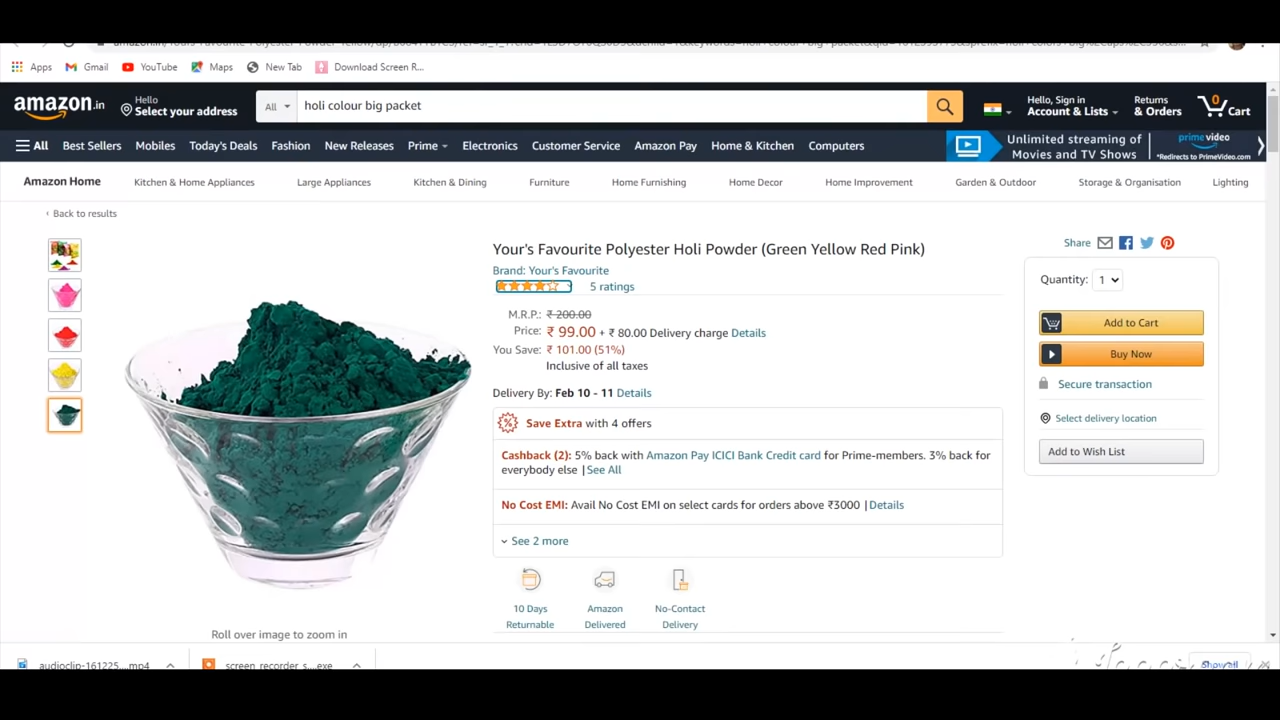 Apps Gmail YouTube Maps New Tab Download Screen R...
amazon.in
Hello
Select your address
All
holi colour big packet
Hello, Sign in
Account & Lists
Returns
& Orders
0
Cart
All Best Sellers Mobiles Today's Deals Fashion New Releases Prime Electronics Customer Service Amazon Pay Home & Kitchen Computers
Unlimited streaming of
Movies and TV Shows
prime video
*Redirects to PrimeVideo.com
Amazon Home Kitchen & Home Appliances Large Appliances Kitchen & Dining Furniture Home Furnishing Home Decor Home Improvement Garden & Outdoor Storage & Organisation Lighting
‹ Back to results
Your's Favourite Polyester Holi Powder (Green Yellow Red Pink)
Brand: Your's Favourite
5 ratings
M.R.P.: ₹ 200.00
Price: ₹ 99.00 + ₹ 80.00 Delivery charge Details
You Save: ₹ 101.00 (51%)
Inclusive of all taxes
Delivery By: Feb 10 - 11 Details
Save Extra with 4 offers
Cashback (2): 5% back with Amazon Pay ICICI Bank Credit card for Prime-members. 3% back for
everybody else | See All
No Cost EMI: Avail No Cost EMI on select cards for orders above ₹3000 | Details
See 2 more
10 Days
Returnable
Amazon
Delivered
No-Contact
Delivery
Roll over image to zoom in
Share
Quantity: 1
Add to Cart
Buy Now
Secure transaction
Select delivery location
Add to Wish List
audioclip-161225....mp4
screen_recorder_s....exe
Show all